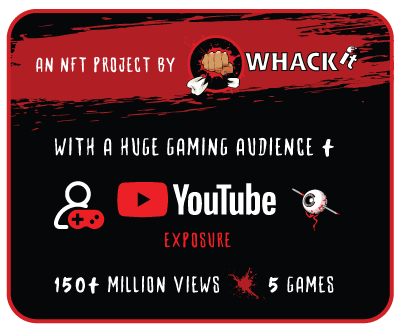 AN NFT PROJECT BY WHACK it
WITH A HUGE GAMING AUDIENCE +
YouTube
EXPOSURE
150+ MILLION VIEWS 5 GAMES